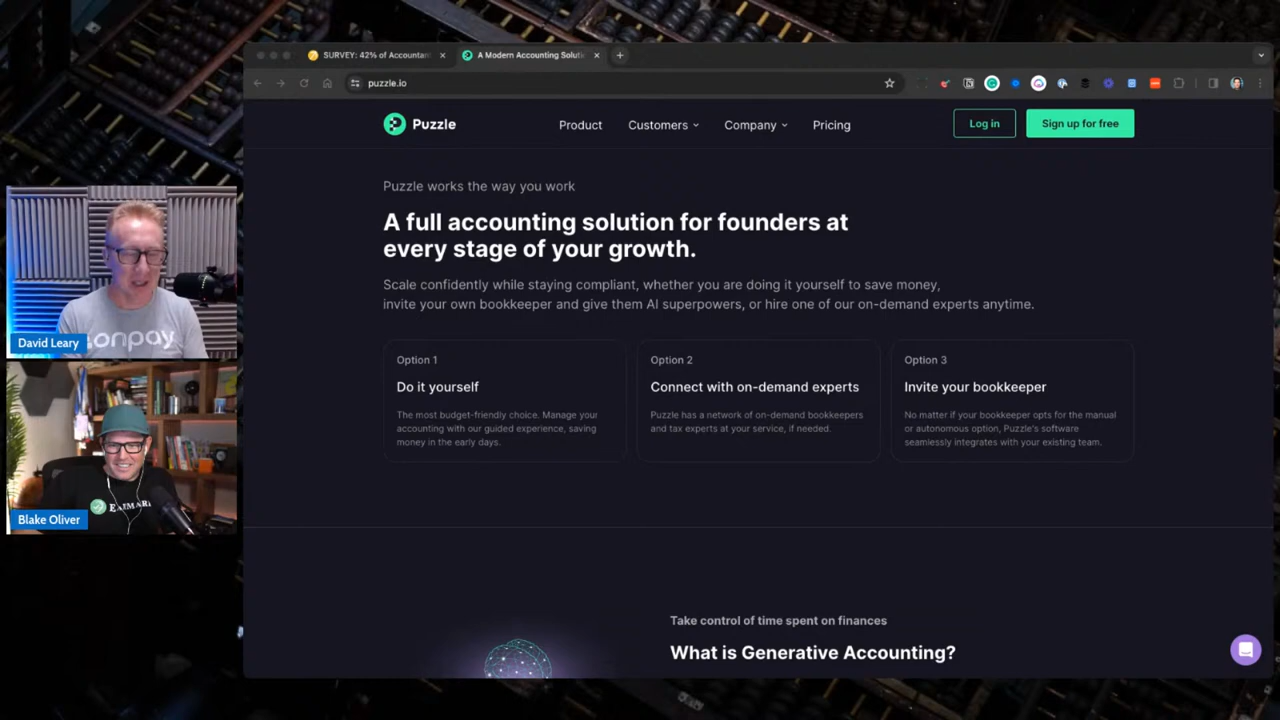 SURVEY: 42% of Accountan
A Modern Accounting Soluti
puzzle.io
Puzzle
Product
Customers
Company
Pricing
Log in
Sign up for free
Puzzle works the way you work
A full accounting solution for founders at
every stage of your growth.
Scale confidently while staying compliant, whether you are doing it yourself to save money,
invite your own bookkeeper and give them AI superpowers, or hire one of our on-demand experts anytime.
Option 1
Do it yourself
The most budget-friendly choice. Manage your
accounting with our guided experience, saving
money in the early days.
Option 2
Connect with on-demand experts
Puzzle has a network of on-demand bookkeepers
and tax experts at your service, if needed.
Option 3
Invite your bookkeeper
No matter if your bookkeeper opts for the manual
or autonomous option, Puzzle's software
seamlessly integrates with your existing team.
Take control of time spent on finances
What is Generative Accounting?
onpay
David Leary
EARMARK
Blake Oliver